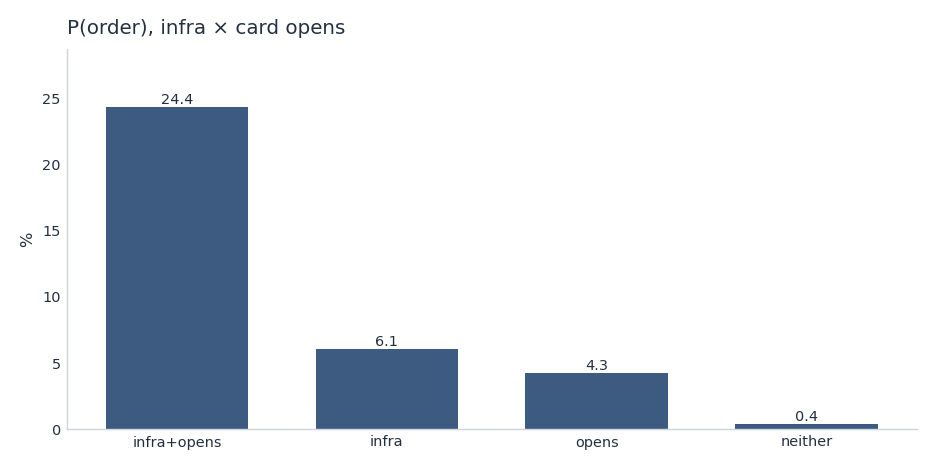 P(order), infra × card opens
%
25
20
15
10
5
0
24.4
6.1
4.3
0.4
infra+opens
infra
opens
neither